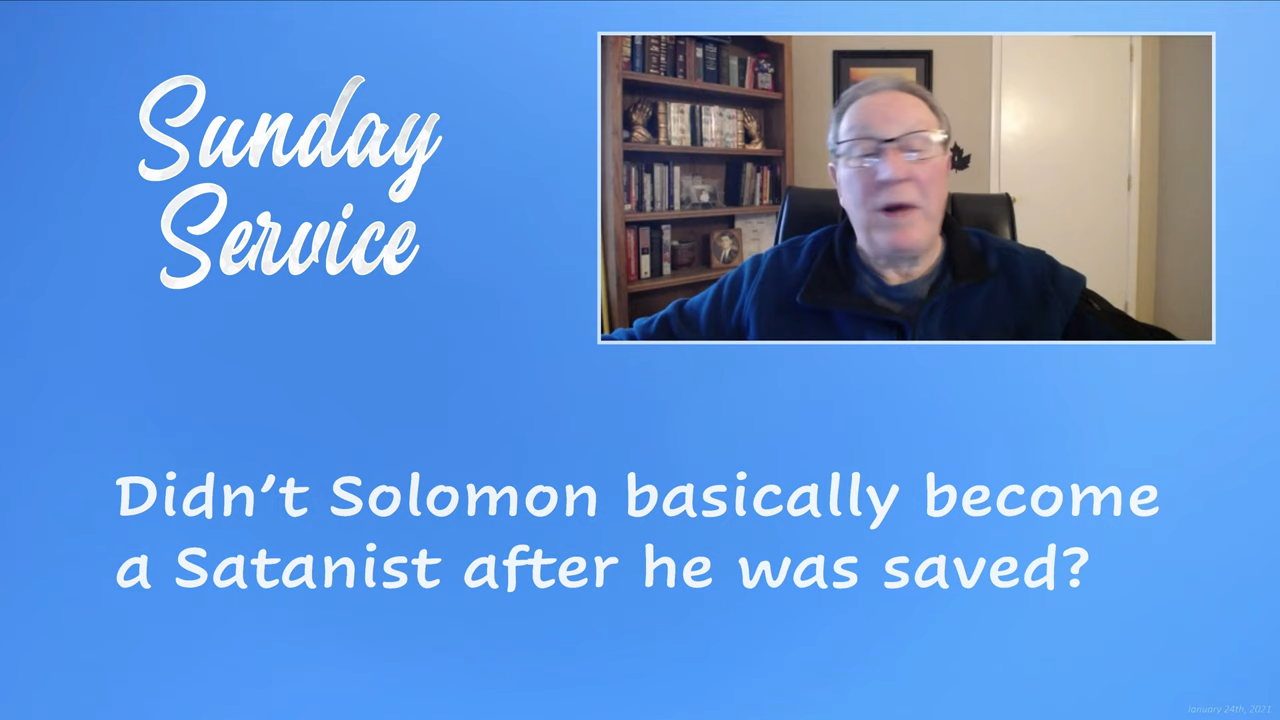 Sunday
Service
Didn't Solomon basically become
a Satanist after he was saved?
January 24th, 2021